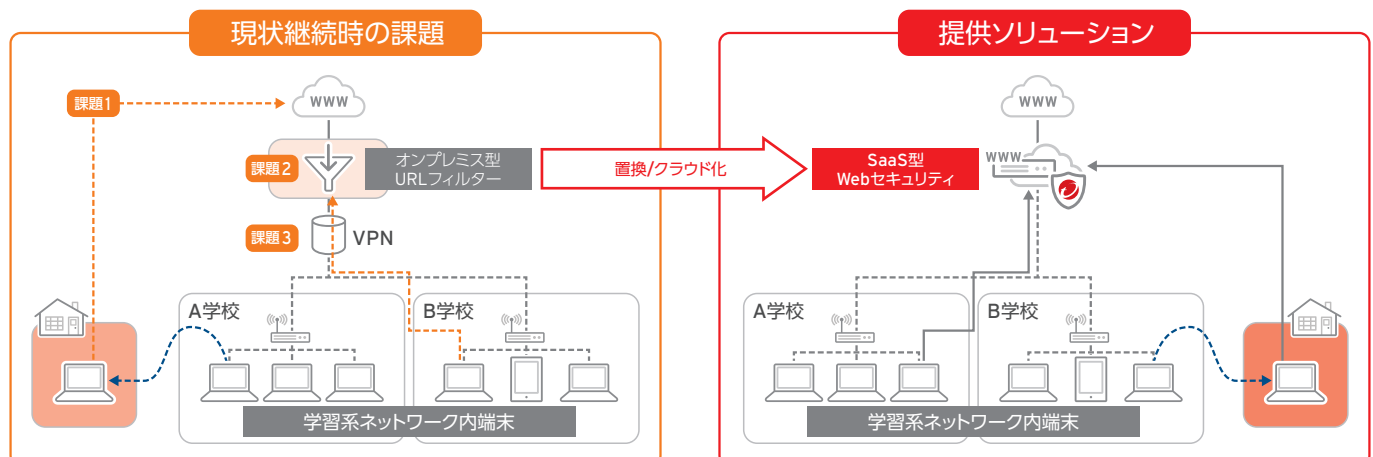 現状継続時の課題
課題1
WWW
課題2
オンプレミス型
URLフィルター
課題3
VPN
A学校
B学校
学習系ネットワーク内端末
置換/クラウド化
提供ソリューション
WWW
SaaS型
Webセキュリティ
WWW
A学校
B学校
学習系ネットワーク内端末